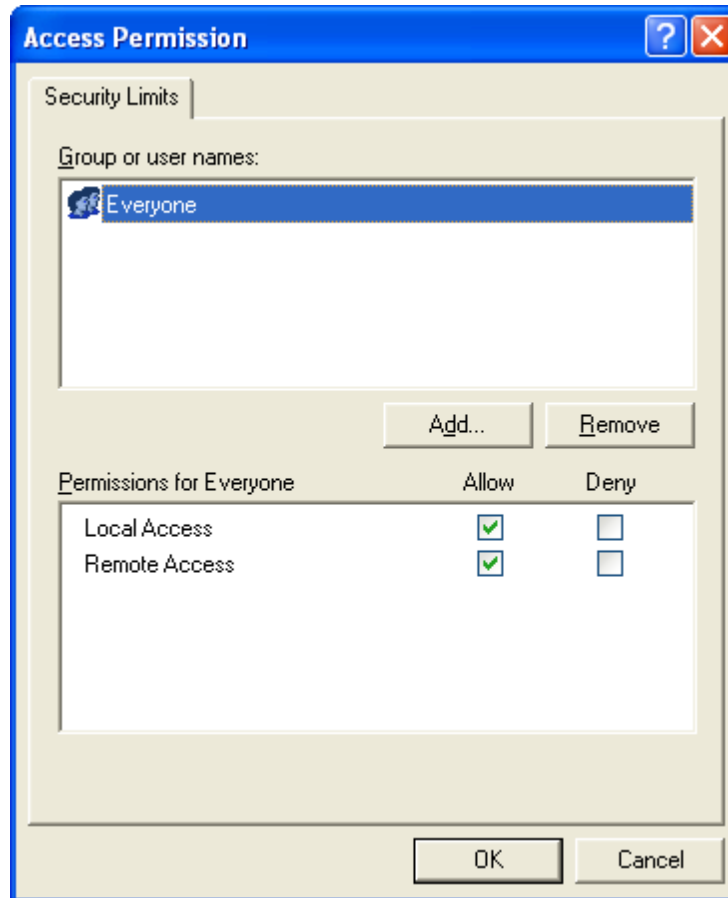 Access Permission
Security Limits
Group or user names:
Everyone
Add... Remove
Permissions for Everyone Allow Deny
Local Access
Remote Access
OK Cancel